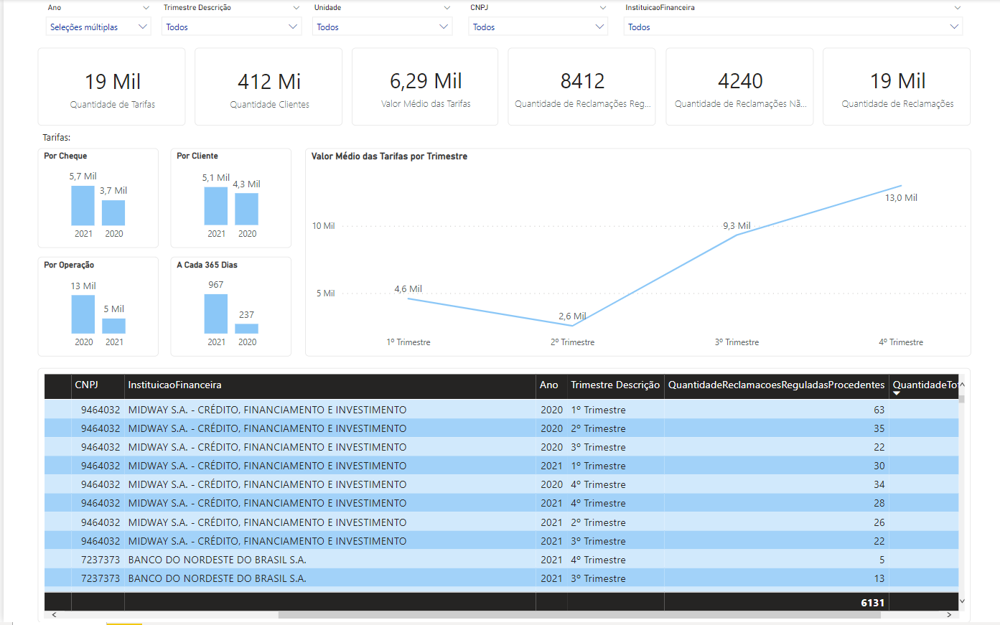 Ano Trimestre Descrição Unidade CNPJ InstituicaoFinanceira
Seleções múltiplas Todos Todos Todos Todos
19 Mil 412 Mi 6,29 Mil 8412 4240 19 Mil
Quantidade de Tarifas Quantidade Clientes Valor Médio das Tarifas Quantidade de Reclamações Reg... Quantidade de Reclamações Nã... Quantidade de Reclamações
Tarifas:
Por Cheque
5,7 Mil
3,7 Mil
2021 2020
Por Cliente
5,1 Mil
4,3 Mil
2021 2020
Por Operação
13 Mil
5 Mil
2020 2021
A Cada 365 Dias
967
237
2021 2020
Valor Médio das Tarifas por Trimestre
13,0 Mil
10 Mil
9,3 Mil
5 Mil
4,6 Mil
2,6 Mil
1º Trimestre 2º Trimestre 3º Trimestre 4º Trimestre
CNPJ InstituicaoFinanceira Ano Trimestre Descrição QuantidadeReclamacoesReguladasProcedentes QuantidadeTot
9464032 MIDWAY S.A. - CRÉDITO, FINANCIAMENTO E INVESTIMENTO 2020 1º Trimestre 63
9464032 MIDWAY S.A. - CRÉDITO, FINANCIAMENTO E INVESTIMENTO 2020 2º Trimestre 35
9464032 MIDWAY S.A. - CRÉDITO, FINANCIAMENTO E INVESTIMENTO 2020 3º Trimestre 22
9464032 MIDWAY S.A. - CRÉDITO, FINANCIAMENTO E INVESTIMENTO 2021 1º Trimestre 30
9464032 MIDWAY S.A. - CRÉDITO, FINANCIAMENTO E INVESTIMENTO 2020 4º Trimestre 34
9464032 MIDWAY S.A. - CRÉDITO, FINANCIAMENTO E INVESTIMENTO 2021 4º Trimestre 28
9464032 MIDWAY S.A. - CRÉDITO, FINANCIAMENTO E INVESTIMENTO 2021 2º Trimestre 26
9464032 MIDWAY S.A. - CRÉDITO, FINANCIAMENTO E INVESTIMENTO 2021 3º Trimestre 22
7237373 BANCO DO NORDESTE DO BRASIL S.A. 2021 4º Trimestre 5
7237373 BANCO DO NORDESTE DO BRASIL S.A. 2021 3º Trimestre 13
6131